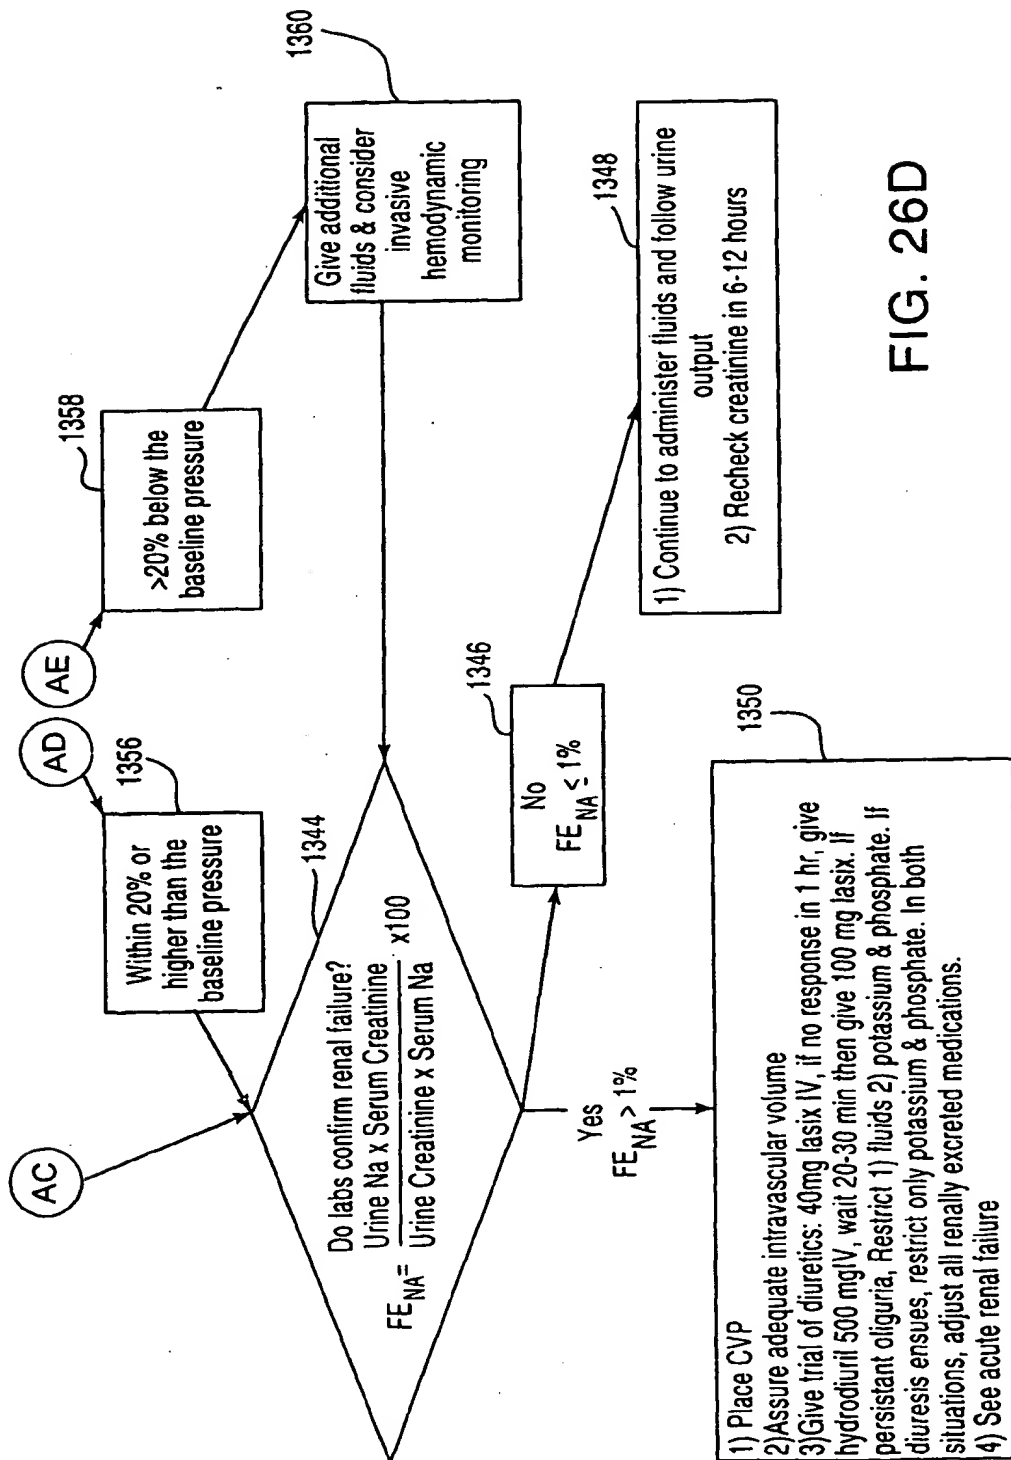 AC
AD
AE
1356
Within 20% or
higher than the
baseline pressure
1358
>20% below the
baseline pressure
1360
Give additional
fluids & consider
invasive
hemodynamic
monitoring
1344
Do labs confirm renal failure?
FE_NA = Urine Na x Serum Creatinine x100
Urine Creatinine x Serum Na
1346
No
FE_NA ≤ 1%
1348
1) Continue to administer fluids and follow urine
output
2) Recheck creatinine in 6-12 hours
Yes
FE_NA > 1%
1350
1) Place CVP
2)Assure adequate intravascular volume
3)Give trial of diuretics: 40mg lasix IV, if no response in 1 hr, give
hydrodiuril 500 mgIV, wait 20-30 min then give 100 mg lasix. If
persistant oliguria, Restrict 1) fluids 2) potassium & phosphate. If
diuresis ensues, restrict only potassium & phosphate. In both
situations, adjust all renally excreted medications.
4) See acute renal failure
FIG. 26D